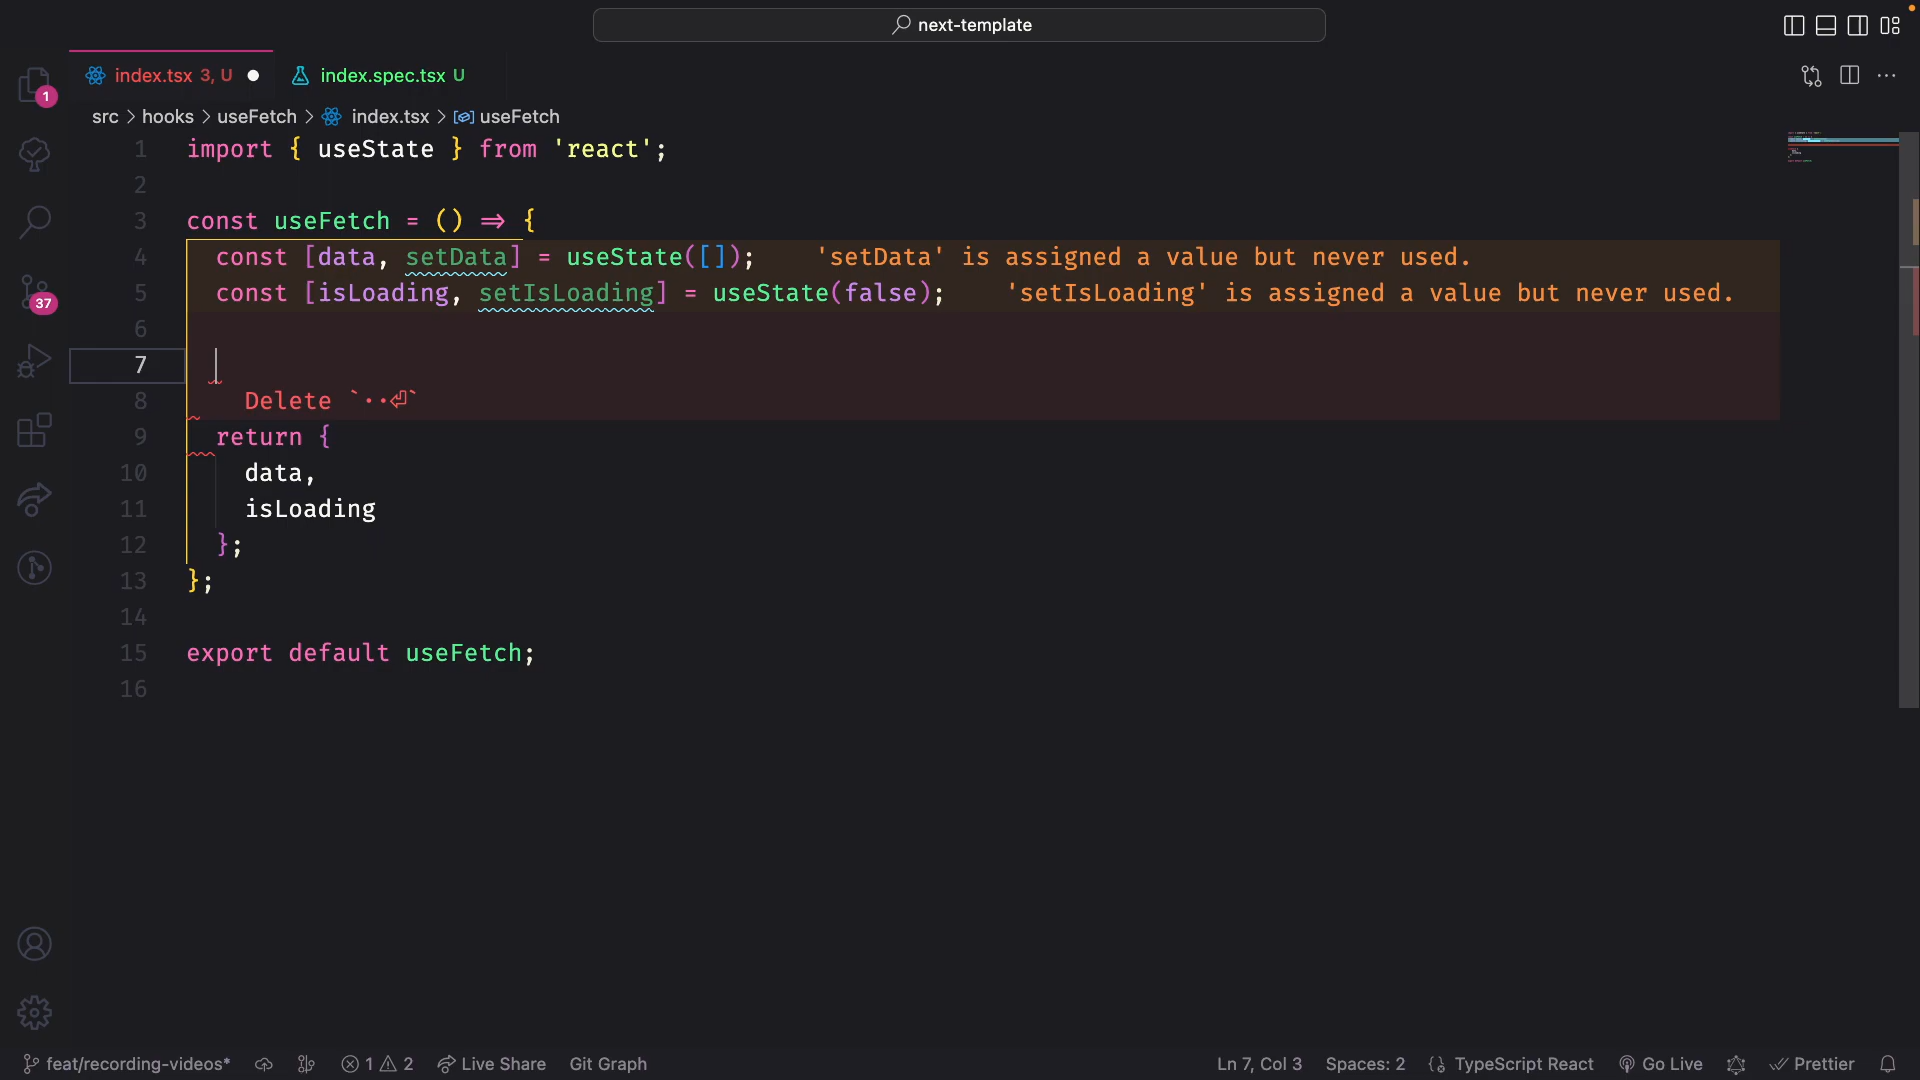 next-template
index.tsx 3, U
index.spec.tsx U
1
src > hooks > useFetch > index.tsx > useFetch
1 import { useState } from 'react';
2
3 const useFetch = () => {
4 const [data, setData] = useState([]); 'setData' is assigned a value but never used.
5 const [isLoading, setIsLoading] = useState(false); 'setIsLoading' is assigned a value but never used.
37
6
7
8 Delete `··⏎`
9 return {
10 data,
11 isLoading
12 };
13 };
14
15 export default useFetch;
16
feat/recording-videos* 1 2 Live Share Git Graph Ln 7, Col 3 Spaces: 2 TypeScript React Go Live Prettier